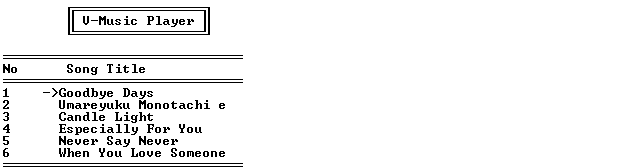 V-Music Player
No Song Title
1 ->Goodbye Days
2 Umareyuku Monotachi e
3 Candle Light
4 Especially For You
5 Never Say Never
6 When You Love Someone